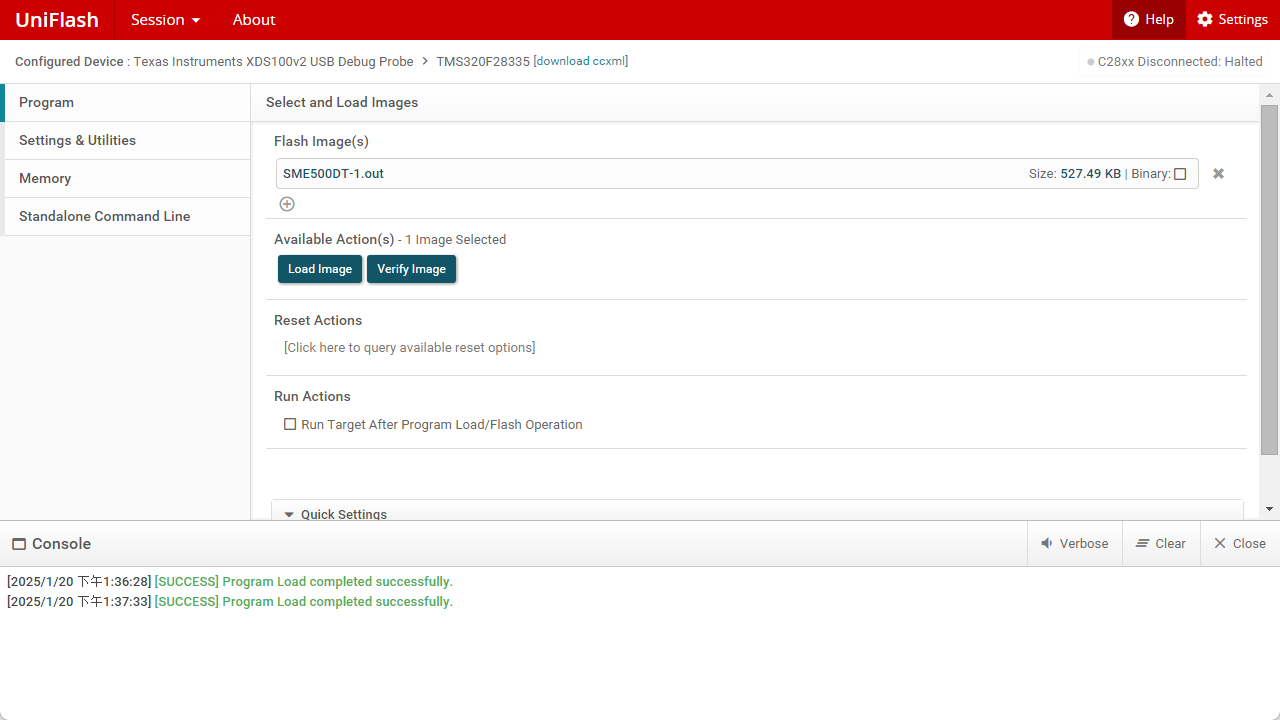 UniFlash Session About Help Settings
Configured Device : Texas Instruments XDS100v2 USB Debug Probe > TMS320F28335 [download ccxml] C28xx Disconnected: Halted
Program
Settings & Utilities
Memory
Standalone Command Line
Select and Load Images
Flash Image(s)
SME500DT-1.out Size: 527.49 KB | Binary:
Available Action(s) - 1 Image Selected
Load Image Verify Image
Reset Actions
[Click here to query available reset options]
Run Actions
Run Target After Program Load/Flash Operation
Quick Settings
Console Verbose Clear Close
[2025/1/20 下午1:36:28] [SUCCESS] Program Load completed successfully.
[2025/1/20 下午1:37:33] [SUCCESS] Program Load completed successfully.